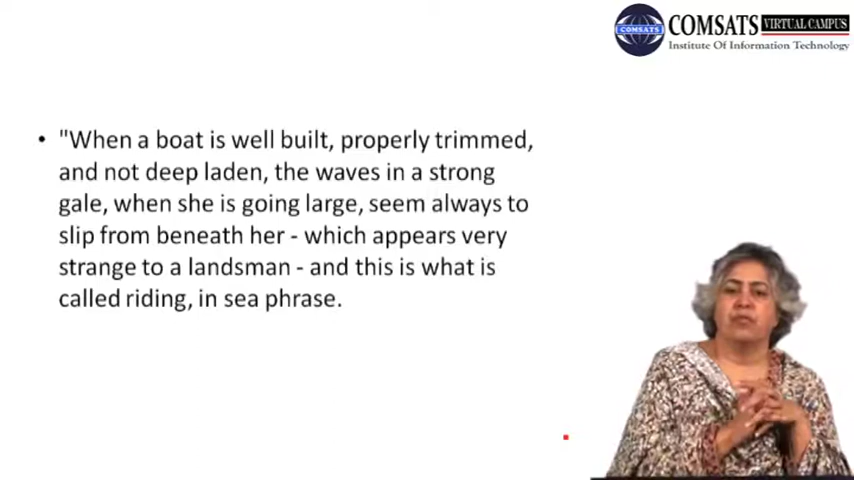 COMSATS VIRTUAL CAMPUS
COMSATS Institute Of Information Technology
• "When a boat is well built, properly trimmed,
and not deep laden, the waves in a strong
gale, when she is going large, seem always to
slip from beneath her - which appears very
strange to a landsman - and this is what is
called riding, in sea phrase.